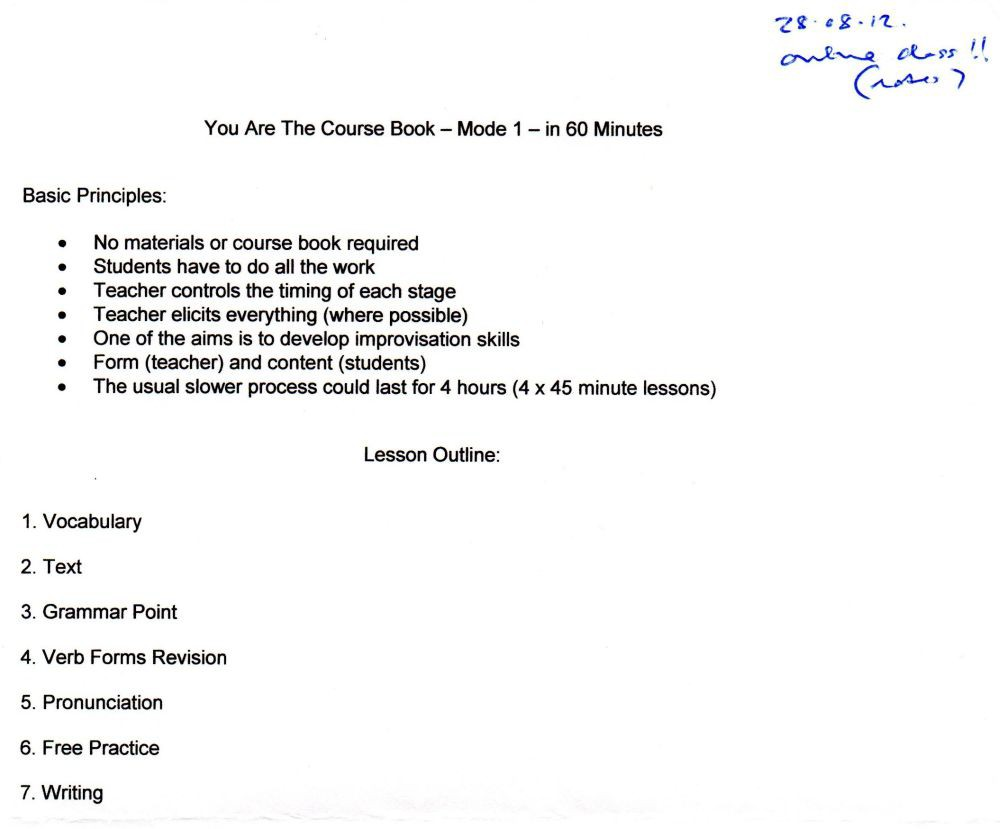 28.08.12.
online class !!
(notes)
You Are The Course Book – Mode 1 – in 60 Minutes
Basic Principles:
• No materials or course book required
• Students have to do all the work
• Teacher controls the timing of each stage
• Teacher elicits everything (where possible)
• One of the aims is to develop improvisation skills
• Form (teacher) and content (students)
• The usual slower process could last for 4 hours (4 x 45 minute lessons)
Lesson Outline:
1. Vocabulary
2. Text
3. Grammar Point
4. Verb Forms Revision
5. Pronunciation
6. Free Practice
7. Writing